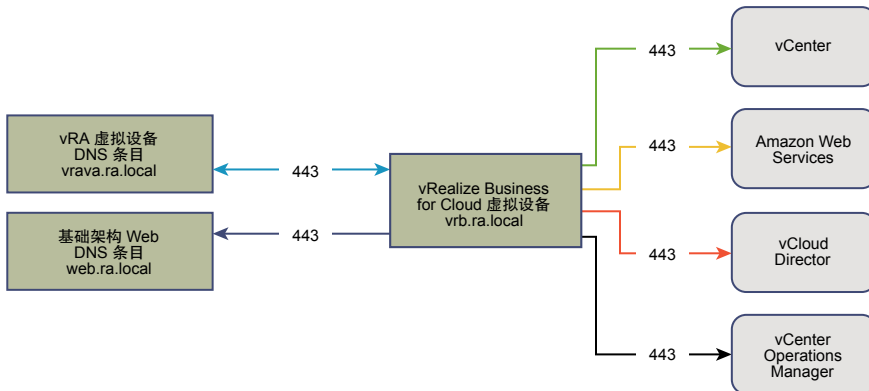 443
vCenter
vRA 虚拟设备
DNS 条目
vrava.ra.local
443
Amazon Web
Services
443
vRealize Business
for Cloud 虚拟设备
vrb.ra.local
基础架构 Web
DNS 条目
web.ra.local
443
443
vCloud
Director
443
vCenter
Operations
Manager